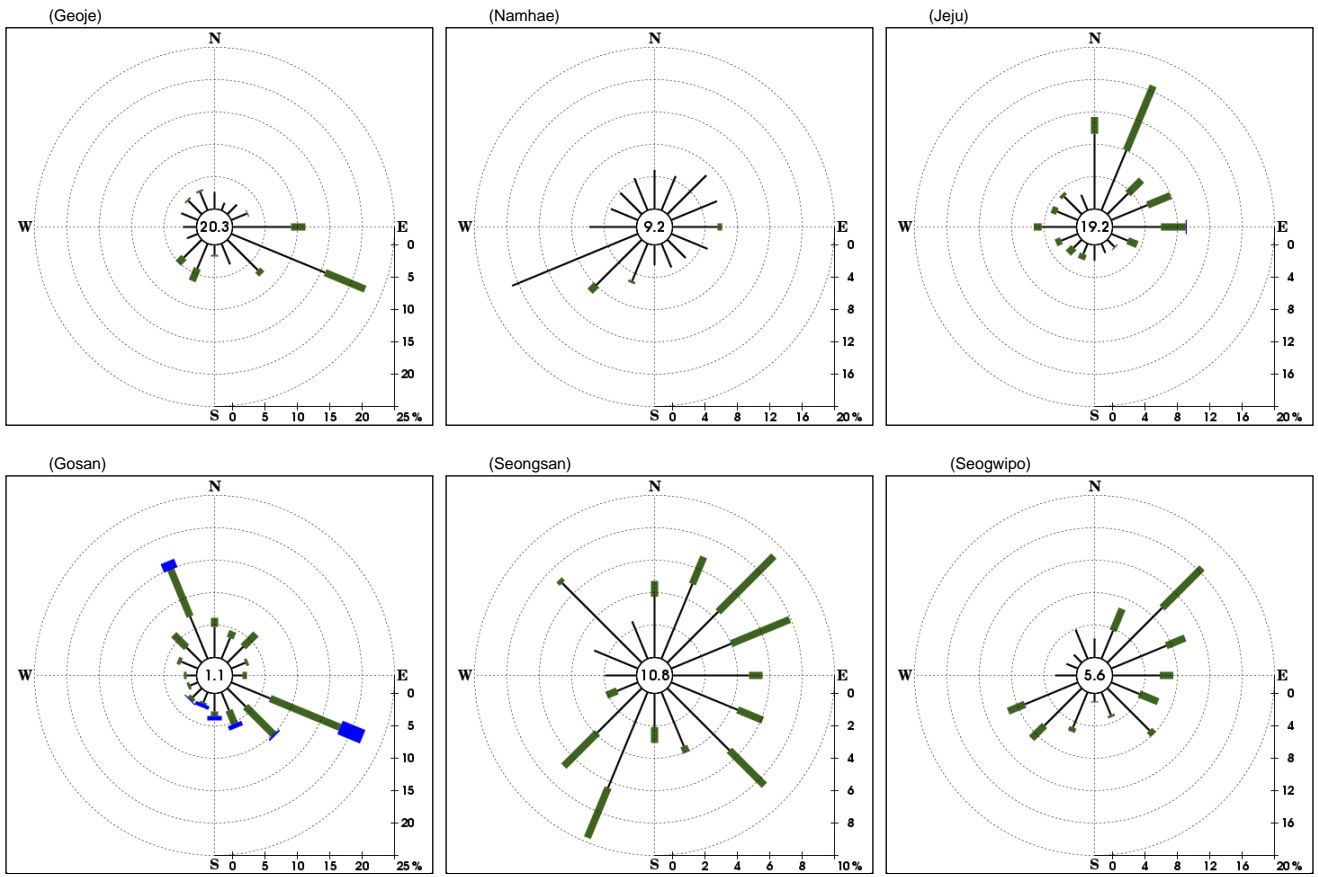 (Geoje) (Namhae) (Jeju)
N N N
W 20.3 E W 9.2 E W 19.2 E
0 0 0
5 4 4
10 8 8
15 12 12
20 16 16
S 0 5 10 15 20 25% S 0 4 8 12 16 20% S 0 4 8 12 16 20%
(Gosan) (Seongsan) (Seogwipo)
N N N
W 1.1 E W 10.8 E W 5.6 E
0 0 0
5 2 4
10 4 8
15 6 12
20 8 16
S 0 5 10 15 20 25% S 0 2 4 6 8 10% S 0 4 8 12 16 20%